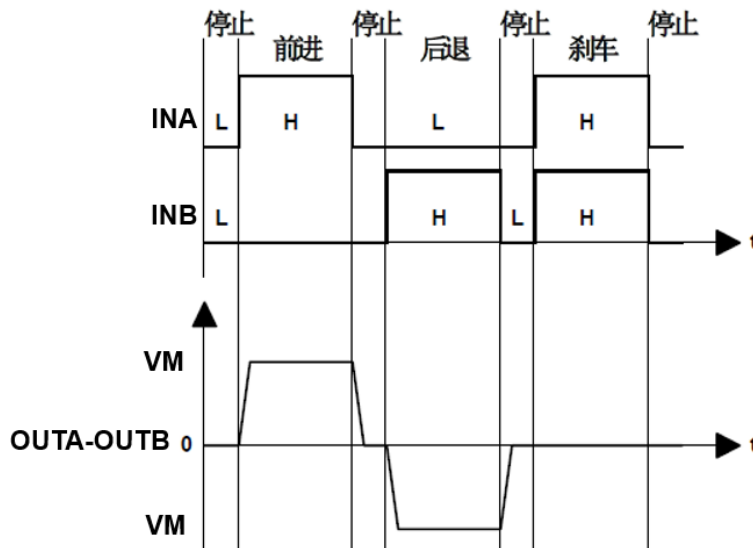 停止 停止 停止 停止
前进 后退 刹车
INA L H L H
INB L H L H
t
VM
OUTA-OUTB 0 t
VM